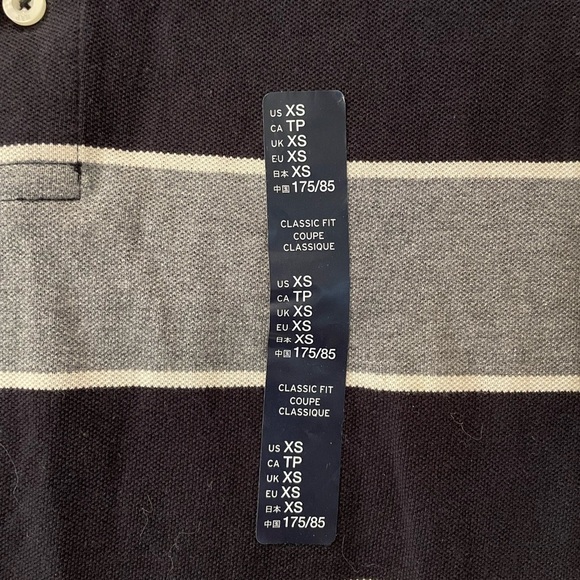 US XS
CA TP
UK XS
EU XS
日本 XS
中国 175/85
CLASSIC FIT
COUPE
CLASSIQUE
US XS
CA TP
UK XS
EU XS
日本 XS
中国 175/85
CLASSIC FIT
COUPE
CLASSIQUE
US XS
CA TP
UK XS
EU XS
日本 XS
中国 175/85